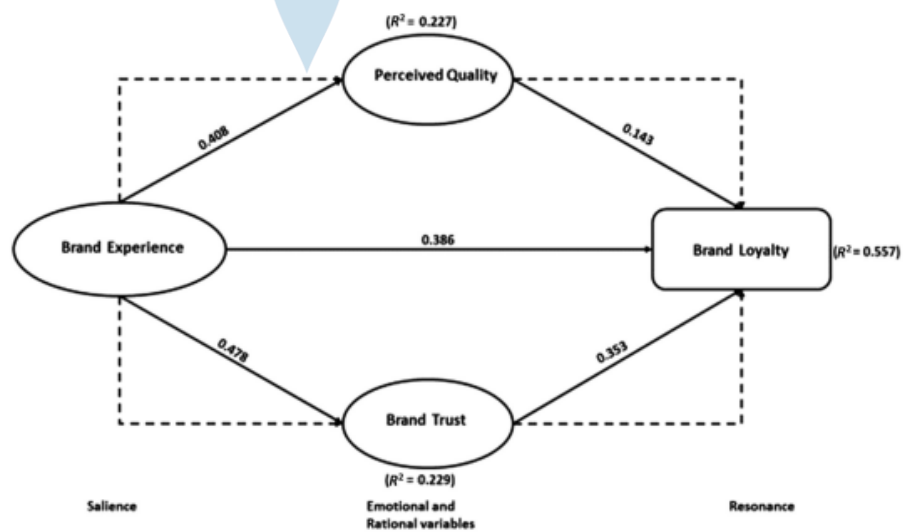 (R² = 0.227)
Perceived Quality
0.408
0.143
Brand Experience
0.386
Brand Loyalty
(R² = 0.557)
0.478
0.353
Brand Trust
(R² = 0.229)
Salience
Emotional and
Rational variables
Resonance